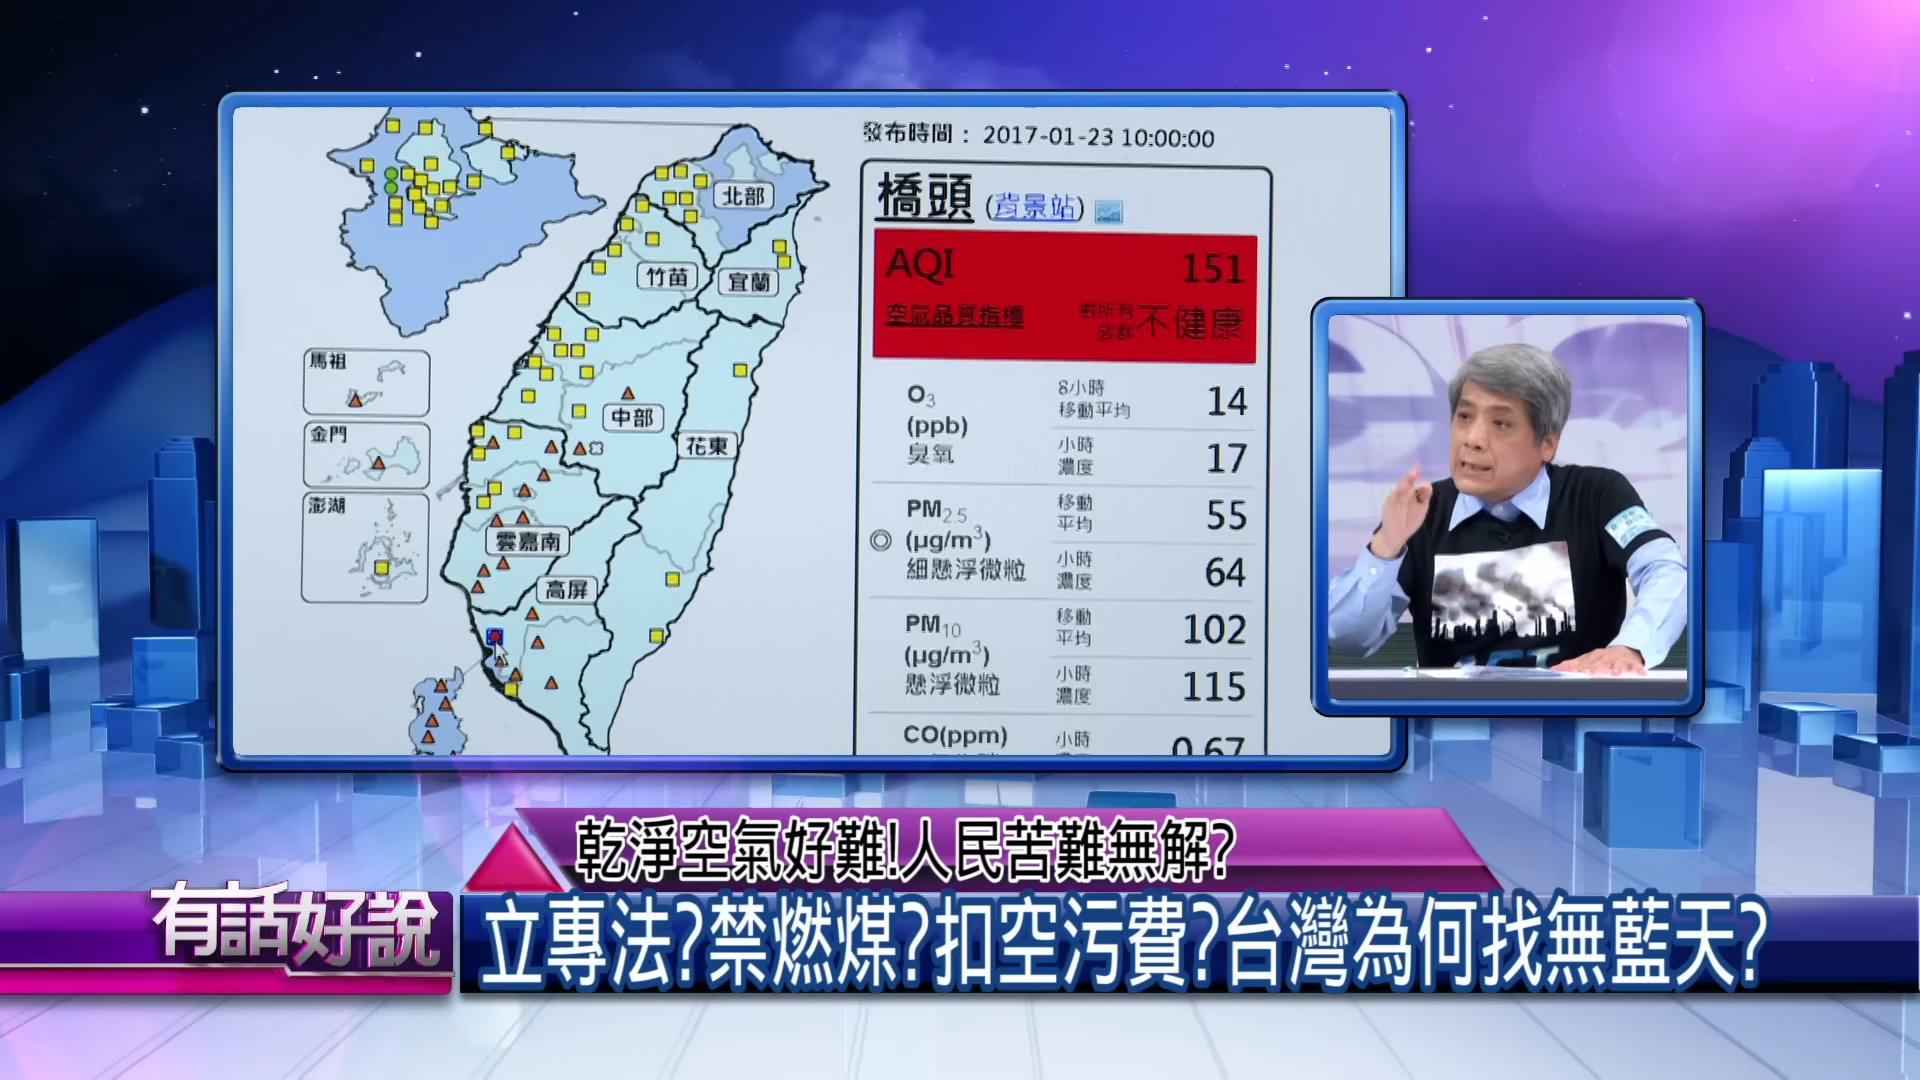 發布時間： 2017-01-23 10:00:00
橋頭 (背景站)
AQI 151
空氣品質指標 對所有族群 不健康
O3 (ppb) 臭氧
8小時移動平均 14
小時濃度 17
PM2.5 (μg/m3) 細懸浮微粒
移動平均 55
小時濃度 64
PM10 (μg/m3) 懸浮微粒
移動平均 102
小時濃度 115
CO(ppm) 小時 0.67
北部
竹苗
宜蘭
中部
花東
雲嘉南
高屏
馬祖
金門
澎湖
乾淨空氣好難!人民苦難無解?
有話好說
立專法?禁燃煤?扣空污費?台灣為何找無藍天?